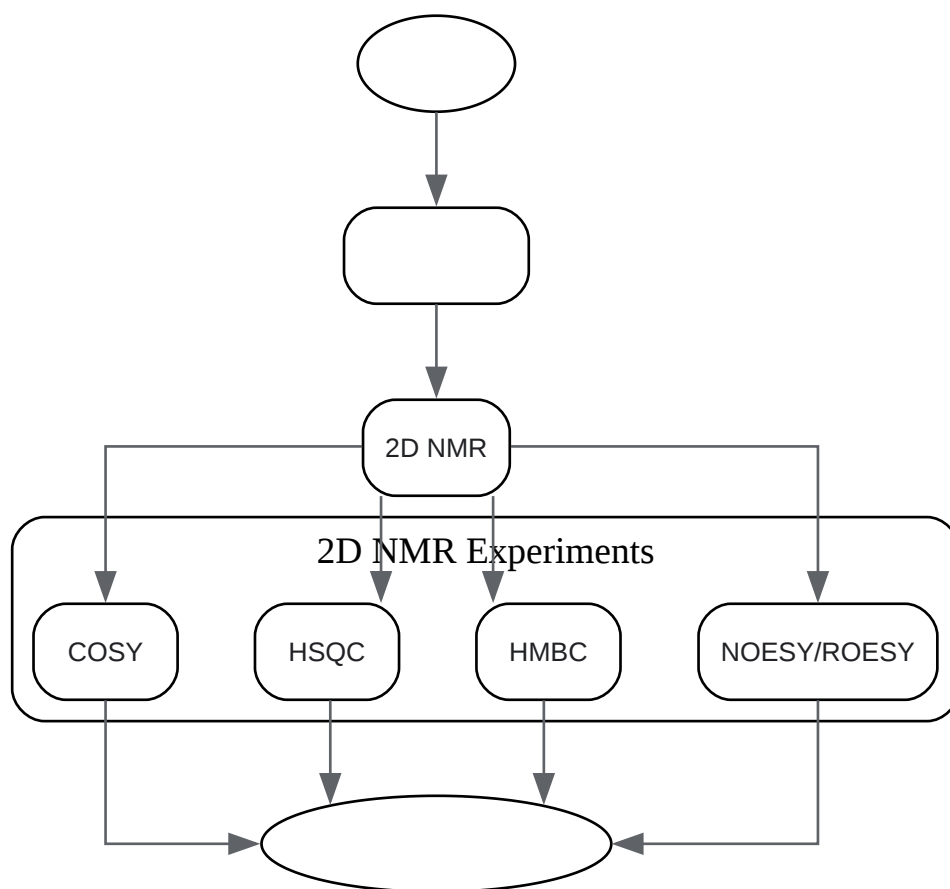 2D NMR
2D NMR Experiments
COSY
HSQC
HMBC
NOESY/ROESY